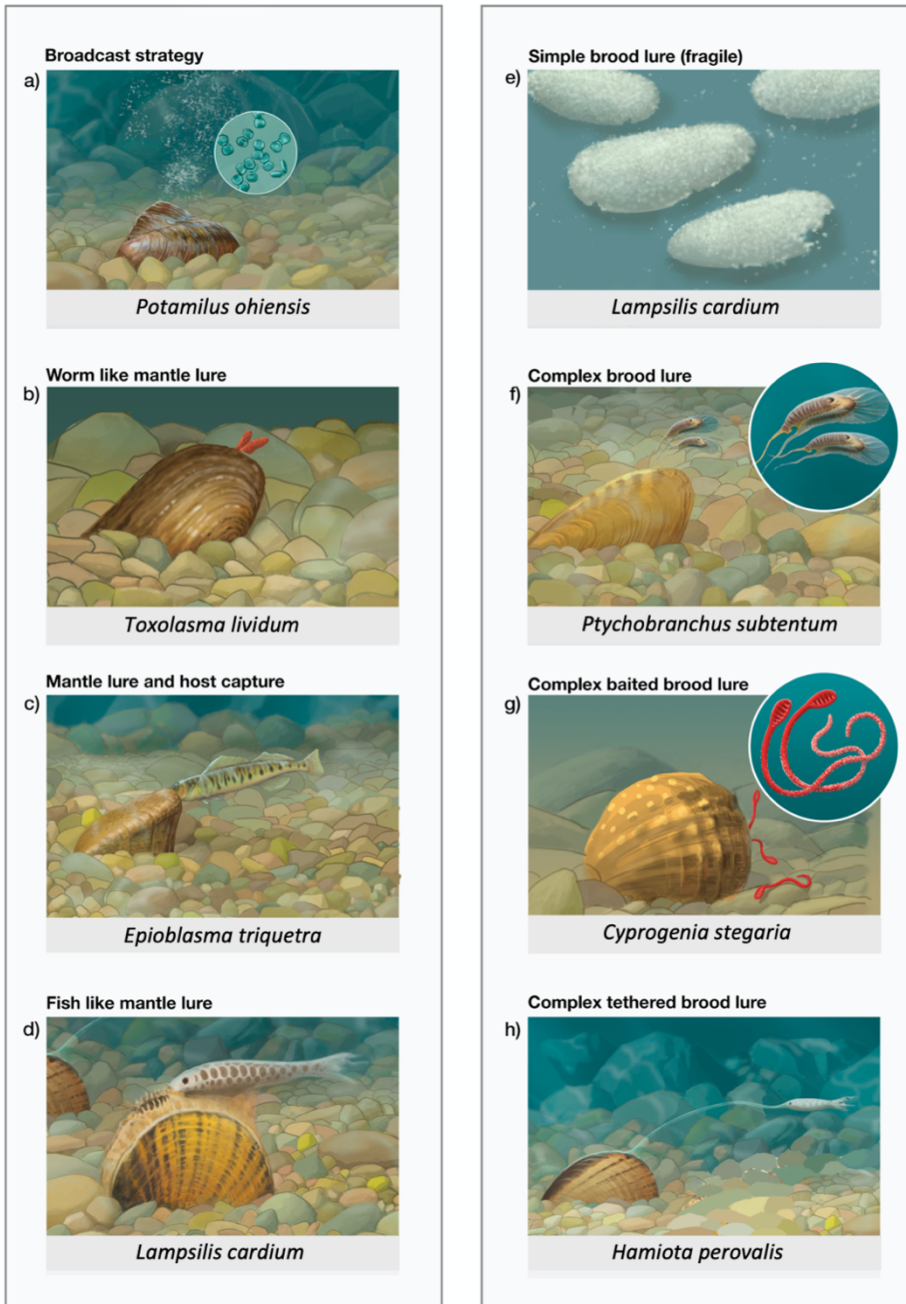 Broadcast strategy
a)
Potamilus ohiensis
Worm like mantle lure
b)
Toxolasma lividum
Mantle lure and host capture
c)
Epioblasma triquetra
Fish like mantle lure
d)
Lampsilis cardium
Simple brood lure (fragile)
e)
Lampsilis cardium
Complex brood lure
f)
Ptychobranchus subtentum
Complex baited brood lure
g)
Cyprogenia stegaria
Complex tethered brood lure
h)
Hamiota perovalis